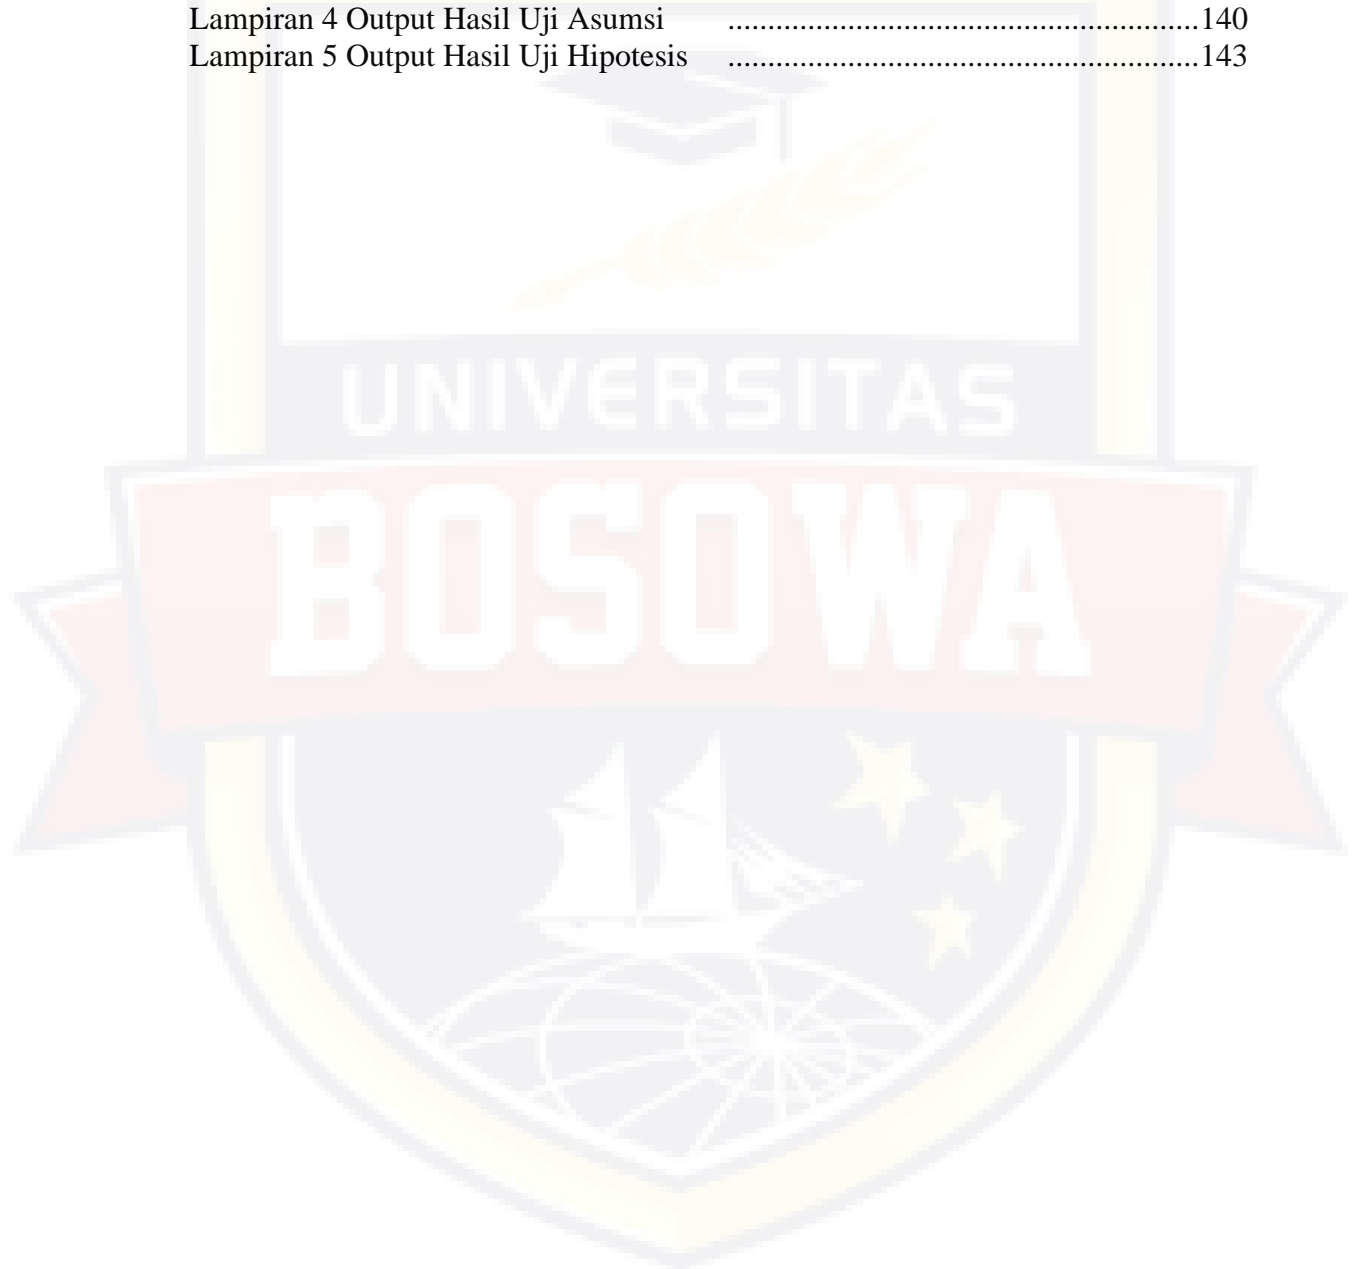 Lampiran 4 Output Hasil Uji Asumsi ...........................................................140
Lampiran 5 Output Hasil Uji Hipotesis ...........................................................143
UNIVERSITAS
BOSOWA